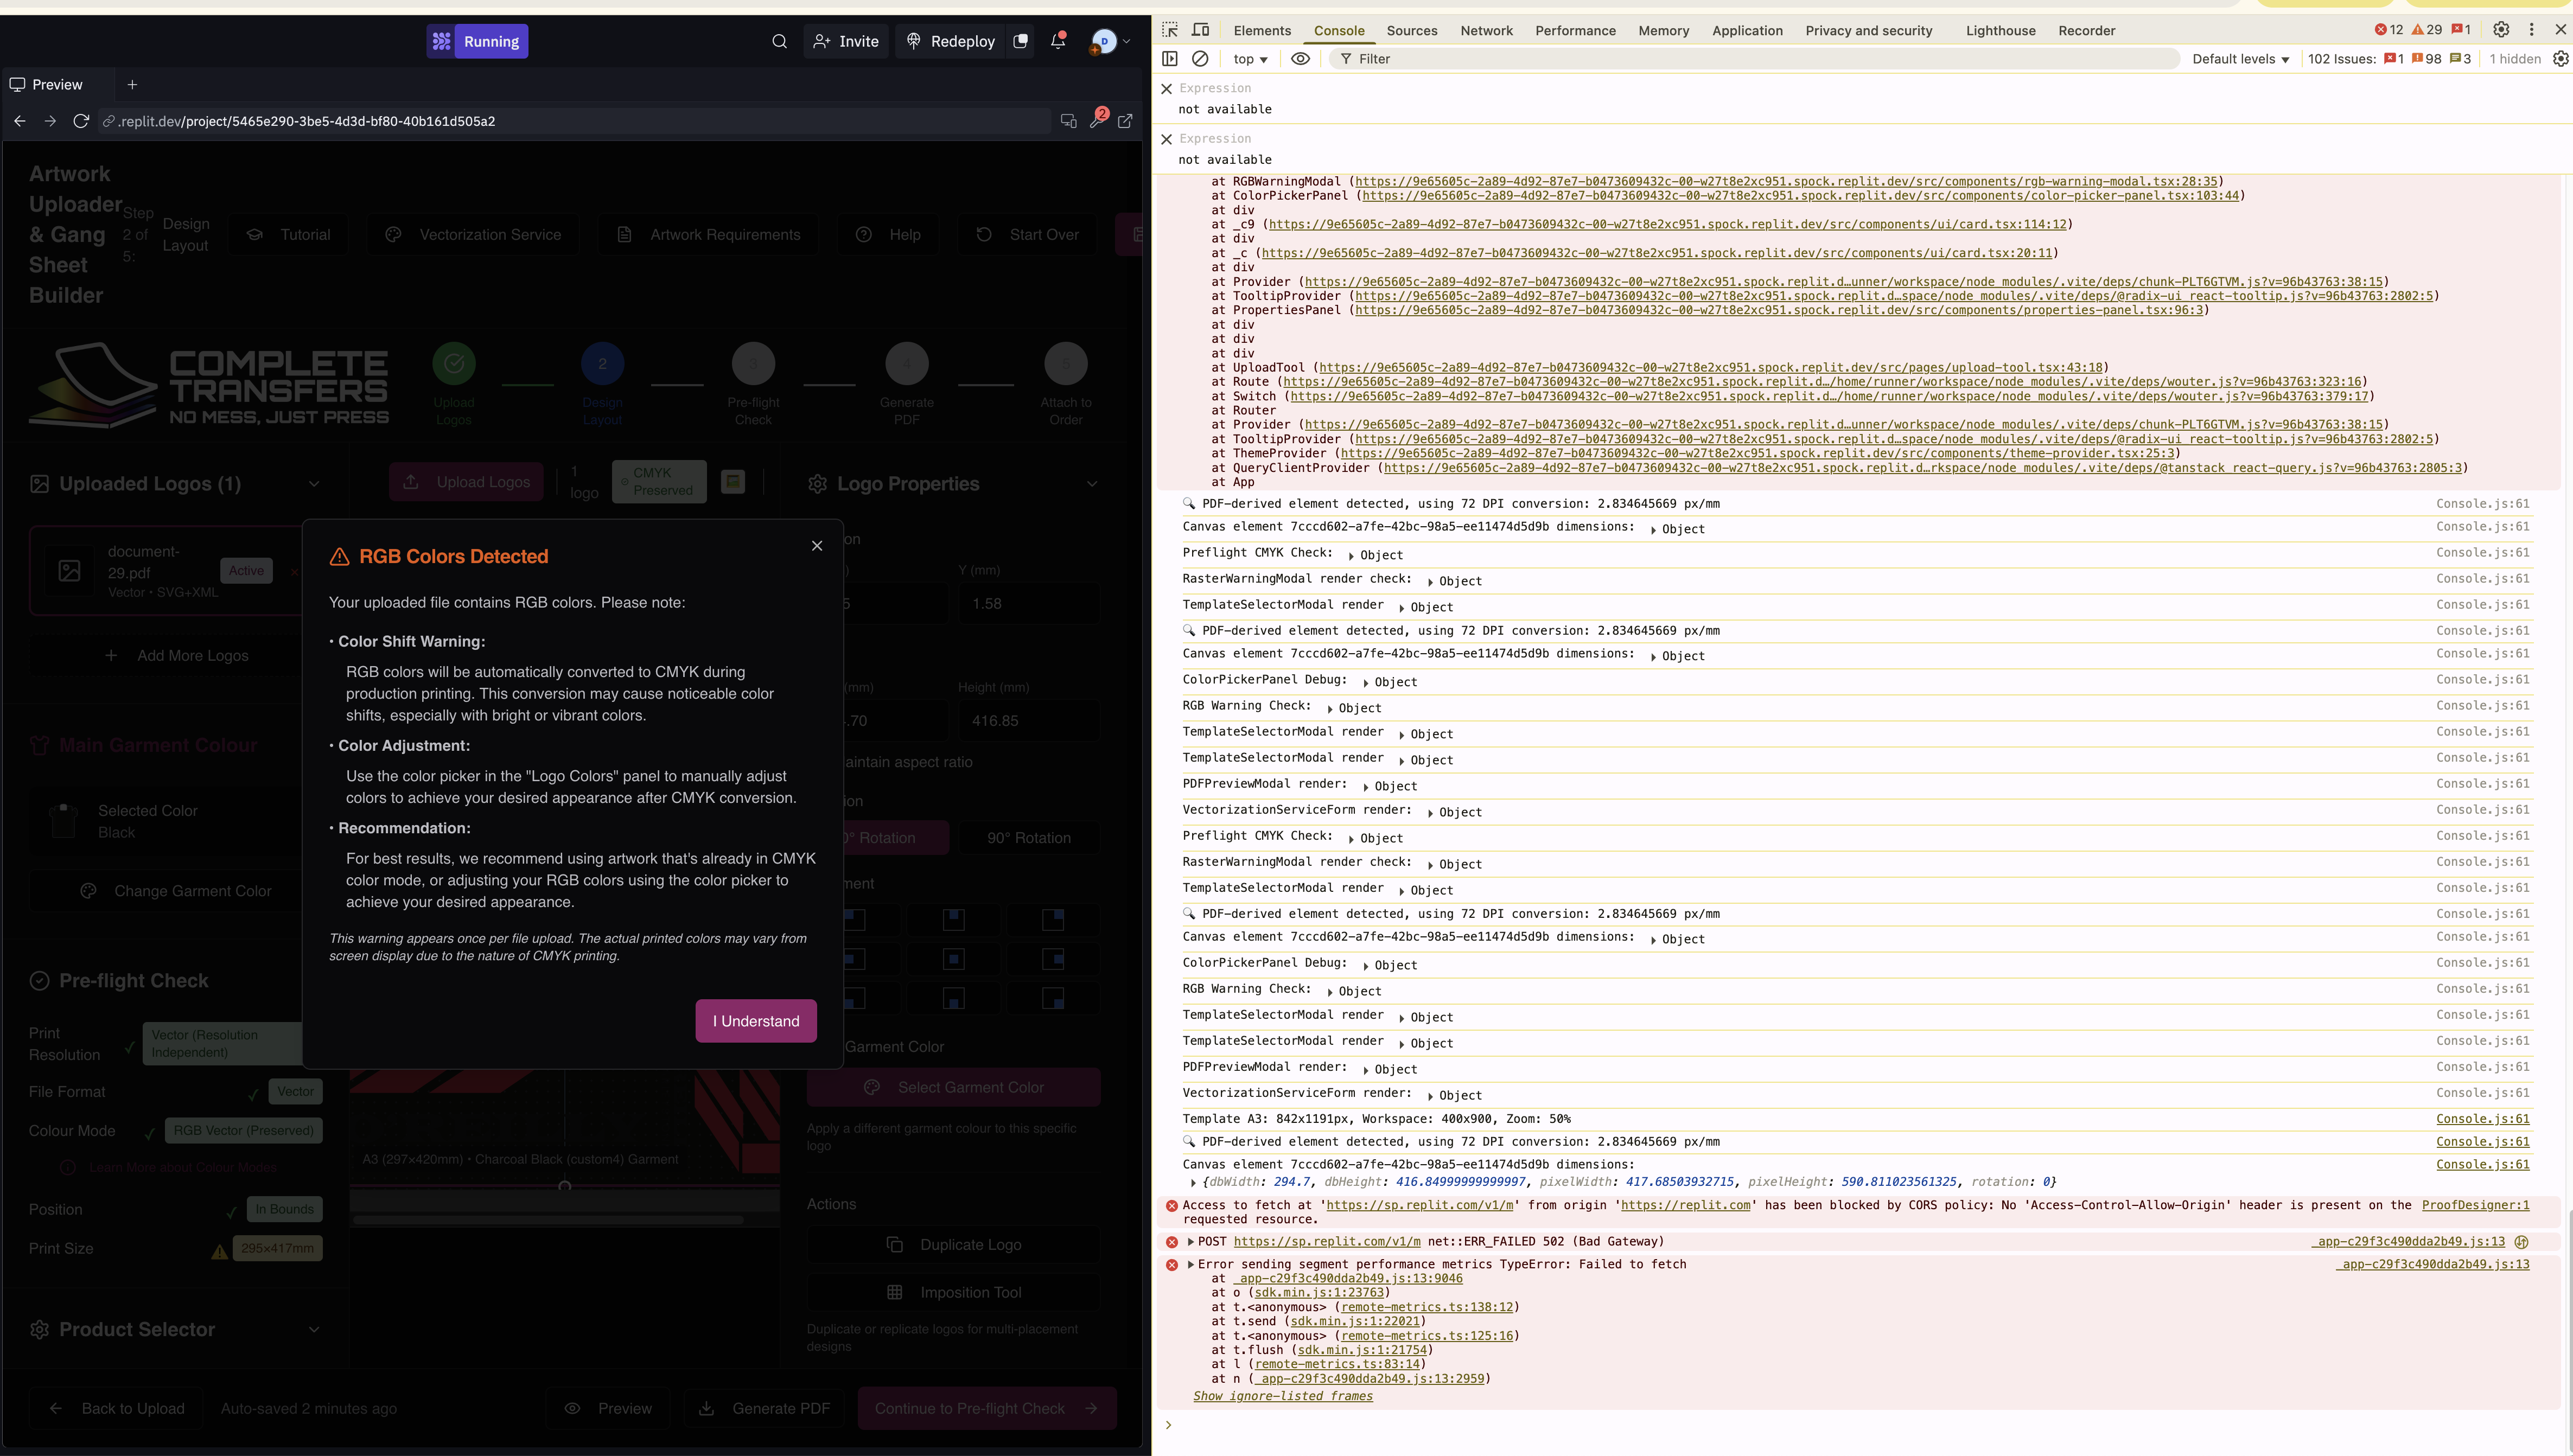 Running
Invite
Redeploy
D
Preview
.replit.dev/project/5465e290-3be5-4d3d-bf80-40b161d505a2
2
Artwork
Uploader
& Gang
Sheet
Builder
Step
2 of
5:
Design
Layout
Tutorial
Vectorization Service
Artwork Requirements
Help
Start Over
COMPLETE
TRANSFERS
NO MESS, JUST PRESS
Upload
Logos
2
Design
Layout
3
Pre-flight
Check
4
Generate
PDF
5
Attach to
Order
Uploaded Logos (1)
Upload Logos
1
logo
CMYK
Preserved
Logo Properties
document-
29.pdf
Active
Vector • SVG+XML
Add More Logos
Main Garment Colour
Selected Color
Black
Change Garment Color
Pre-flight Check
Print
Resolution
Vector (Resolution
Independent)
File Format
Vector
Colour Mode
RGB Vector (Preserved)
Learn More about Colour Modes
Position
In Bounds
Print Size
295×417mm
Product Selector
RGB Colors Detected
Your uploaded file contains RGB colors. Please note:
• Color Shift Warning:
RGB colors will be automatically converted to CMYK during
production printing. This conversion may cause noticeable color
shifts, especially with bright or vibrant colors.
• Color Adjustment:
Use the color picker in the "Logo Colors" panel to manually adjust
colors to achieve your desired appearance after CMYK conversion.
• Recommendation:
For best results, we recommend using artwork that's already in CMYK
color mode, or adjusting your RGB colors using the color picker to
achieve your desired appearance.
This warning appears once per file upload. The actual printed colors may vary from
screen display due to the nature of CMYK printing.
I Understand
on
)
Y (mm)
5
1.58
(mm)
Height (mm)
.70
416.85
aintain aspect ratio
ion
0° Rotation
90° Rotation
ment
Garment Color
Select Garment Color
Apply a different garment colour to this specific
logo
A3 (297×420mm) • Charcoal Black (custom4) Garment
Actions
Duplicate Logo
Imposition Tool
Duplicate or replicate logos for multi-placement
designs
Back to Upload
Auto-saved 2 minutes ago
Preview
Generate PDF
Continue to Pre-flight Check
Elements
Console
Sources
Network
Performance
Memory
Application
Privacy and security
Lighthouse
Recorder
12
29
1
top
Filter
Default levels
102 Issues:
1
98
3
1 hidden
Expression
not available
Expression
not available
at RGBWarningModal (https://9e65605c-2a89-4d92-87e7-b0473609432c-00-w27t8e2xc951.spock.replit.dev/src/components/rgb-warning-modal.tsx:28:35)
at ColorPickerPanel (https://9e65605c-2a89-4d92-87e7-b0473609432c-00-w27t8e2xc951.spock.replit.dev/src/components/color-picker-panel.tsx:103:44)
at div
at _c9 (https://9e65605c-2a89-4d92-87e7-b0473609432c-00-w27t8e2xc951.spock.replit.dev/src/components/ui/card.tsx:114:12)
at div
at _c (https://9e65605c-2a89-4d92-87e7-b0473609432c-00-w27t8e2xc951.spock.replit.dev/src/components/ui/card.tsx:20:11)
at div
at Provider (https://9e65605c-2a89-4d92-87e7-b0473609432c-00-w27t8e2xc951.spock.replit.d…unner/workspace/node_modules/.vite/deps/chunk-PLT6GTVM.js?v=96b43763:38:15)
at TooltipProvider (https://9e65605c-2a89-4d92-87e7-b0473609432c-00-w27t8e2xc951.spock.replit.d…space/node_modules/.vite/deps/@radix-ui_react-tooltip.js?v=96b43763:2802:5)
at PropertiesPanel (https://9e65605c-2a89-4d92-87e7-b0473609432c-00-w27t8e2xc951.spock.replit.dev/src/components/properties-panel.tsx:96:3)
at div
at div
at div
at UploadTool (https://9e65605c-2a89-4d92-87e7-b0473609432c-00-w27t8e2xc951.spock.replit.dev/src/pages/upload-tool.tsx:43:18)
at Route (https://9e65605c-2a89-4d92-87e7-b0473609432c-00-w27t8e2xc951.spock.replit.d…/home/runner/workspace/node_modules/.vite/deps/wouter.js?v=96b43763:323:16)
at Switch (https://9e65605c-2a89-4d92-87e7-b0473609432c-00-w27t8e2xc951.spock.replit.d…/home/runner/workspace/node_modules/.vite/deps/wouter.js?v=96b43763:379:17)
at Router
at Provider (https://9e65605c-2a89-4d92-87e7-b0473609432c-00-w27t8e2xc951.spock.replit.d…unner/workspace/node_modules/.vite/deps/chunk-PLT6GTVM.js?v=96b43763:38:15)
at TooltipProvider (https://9e65605c-2a89-4d92-87e7-b0473609432c-00-w27t8e2xc951.spock.replit.d…space/node_modules/.vite/deps/@radix-ui_react-tooltip.js?v=96b43763:2802:5)
at ThemeProvider (https://9e65605c-2a89-4d92-87e7-b0473609432c-00-w27t8e2xc951.spock.replit.dev/src/components/theme-provider.tsx:25:3)
at QueryClientProvider (https://9e65605c-2a89-4d92-87e7-b0473609432c-00-w27t8e2xc951.spock.replit.d…rkspace/node_modules/.vite/deps/@tanstack_react-query.js?v=96b43763:2805:3)
at App
🔍 PDF-derived element detected, using 72 DPI conversion: 2.834645669 px/mm Console.js:61
Canvas element 7cccd602-a7fe-42bc-98a5-ee11474d5d9b dimensions: ▶ Object Console.js:61
Preflight CMYK Check: ▶ Object Console.js:61
RasterWarningModal render check: ▶ Object Console.js:61
TemplateSelectorModal render ▶ Object Console.js:61
🔍 PDF-derived element detected, using 72 DPI conversion: 2.834645669 px/mm Console.js:61
Canvas element 7cccd602-a7fe-42bc-98a5-ee11474d5d9b dimensions: ▶ Object Console.js:61
ColorPickerPanel Debug: ▶ Object Console.js:61
RGB Warning Check: ▶ Object Console.js:61
TemplateSelectorModal render ▶ Object Console.js:61
TemplateSelectorModal render ▶ Object Console.js:61
PDFPreviewModal render: ▶ Object Console.js:61
VectorizationServiceForm render: ▶ Object Console.js:61
Preflight CMYK Check: ▶ Object Console.js:61
RasterWarningModal render check: ▶ Object Console.js:61
TemplateSelectorModal render ▶ Object Console.js:61
🔍 PDF-derived element detected, using 72 DPI conversion: 2.834645669 px/mm Console.js:61
Canvas element 7cccd602-a7fe-42bc-98a5-ee11474d5d9b dimensions: ▶ Object Console.js:61
ColorPickerPanel Debug: ▶ Object Console.js:61
RGB Warning Check: ▶ Object Console.js:61
TemplateSelectorModal render ▶ Object Console.js:61
TemplateSelectorModal render ▶ Object Console.js:61
PDFPreviewModal render: ▶ Object Console.js:61
VectorizationServiceForm render: ▶ Object Console.js:61
Template A3: 842x1191px, Workspace: 400x900, Zoom: 50% Console.js:61
🔍 PDF-derived element detected, using 72 DPI conversion: 2.834645669 px/mm Console.js:61
Canvas element 7cccd602-a7fe-42bc-98a5-ee11474d5d9b dimensions: Console.js:61
▶ {dbWidth: 294.7, dbHeight: 416.84999999999997, pixelWidth: 417.68503932715, pixelHeight: 590.811023561325, rotation: 0}
Access to fetch at 'https://sp.replit.com/v1/m' from origin 'https://replit.com' has been blocked by CORS policy: No 'Access-Control-Allow-Origin' header is present on the ProofDesigner:1
requested resource.
▶ POST https://sp.replit.com/v1/m net::ERR_FAILED 502 (Bad Gateway) _app-c29f3c490dda2b49.js:13
▶ Error sending segment performance metrics TypeError: Failed to fetch _app-c29f3c490dda2b49.js:13
at _app-c29f3c490dda2b49.js:13:9046
at o (sdk.min.js:1:23763)
at t.<anonymous> (remote-metrics.ts:138:12)
at t.send (sdk.min.js:1:22021)
at t.<anonymous> (remote-metrics.ts:125:16)
at t.flush (sdk.min.js:1:21754)
at l (remote-metrics.ts:83:14)
at n (_app-c29f3c490dda2b49.js:13:2959)
Show ignore-listed frames